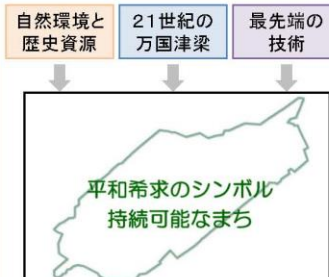 自然環境と
歴史資源
21世紀の
万国津梁
最先端の
技術
平和希求のシンボル
持続可能なまち